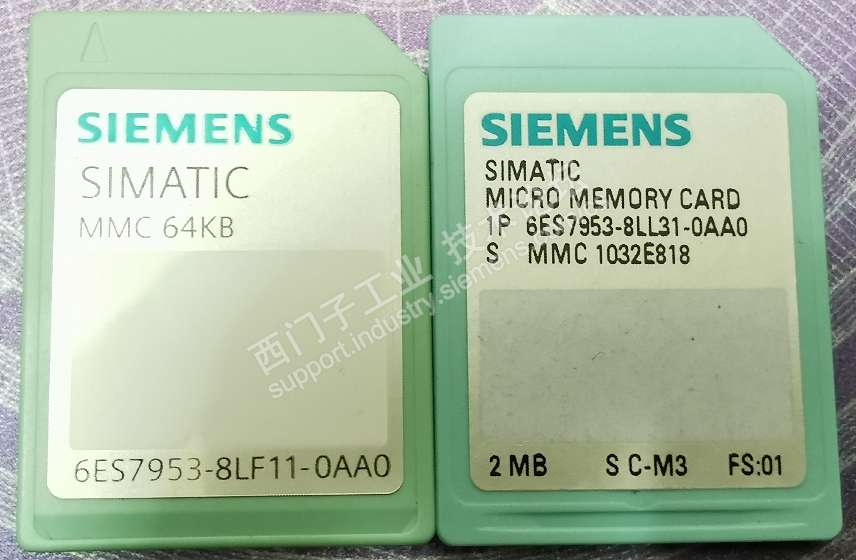 SIEMENS
SIMATIC
MMC 64KB
6ES7953-8LF11-0AA0
SIEMENS
SIMATIC
MICRO MEMORY CARD
1P 6ES7953-8LL31-0AA0
S MMC 1032E818
2 MB S C-M3 FS:01
西门子工业
support.industry.siemens